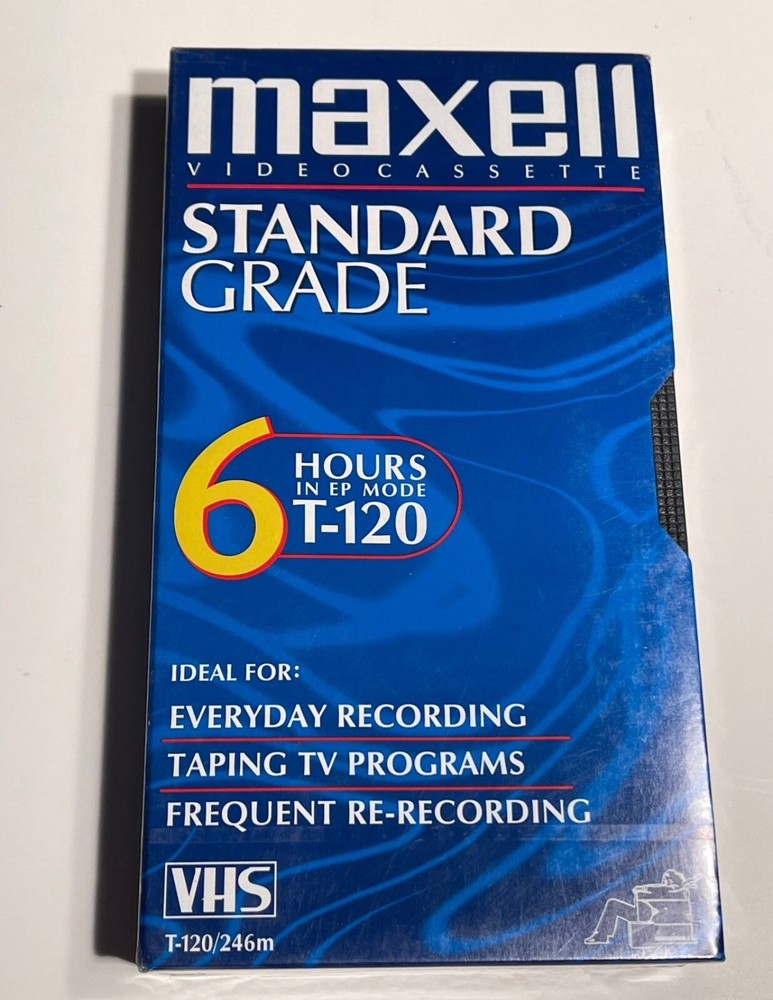 maxell
VIDEOCASSETTE
STANDARD
GRADE
6 HOURS
IN EP MODE
T-120
IDEAL FOR:
EVERYDAY RECORDING
TAPING TV PROGRAMS
FREQUENT RE-RECORDING
VHS
T-120/246m